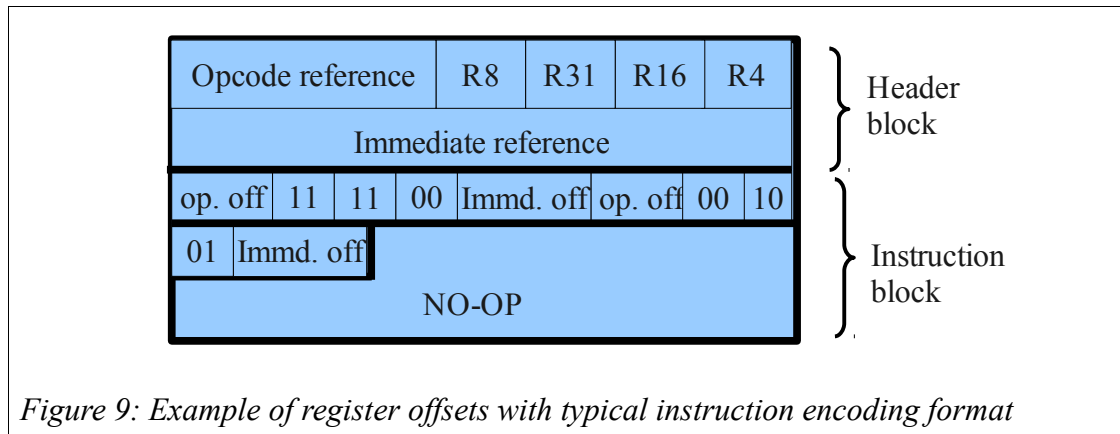 Opcode reference R8 R31 R16 R4
Header
block
Immediate reference
op. off 11 11 00 Immd. off op. off 00 10
01 Immd. off
Instruction
block
NO-OP
Figure 9: Example of register offsets with typical instruction encoding format